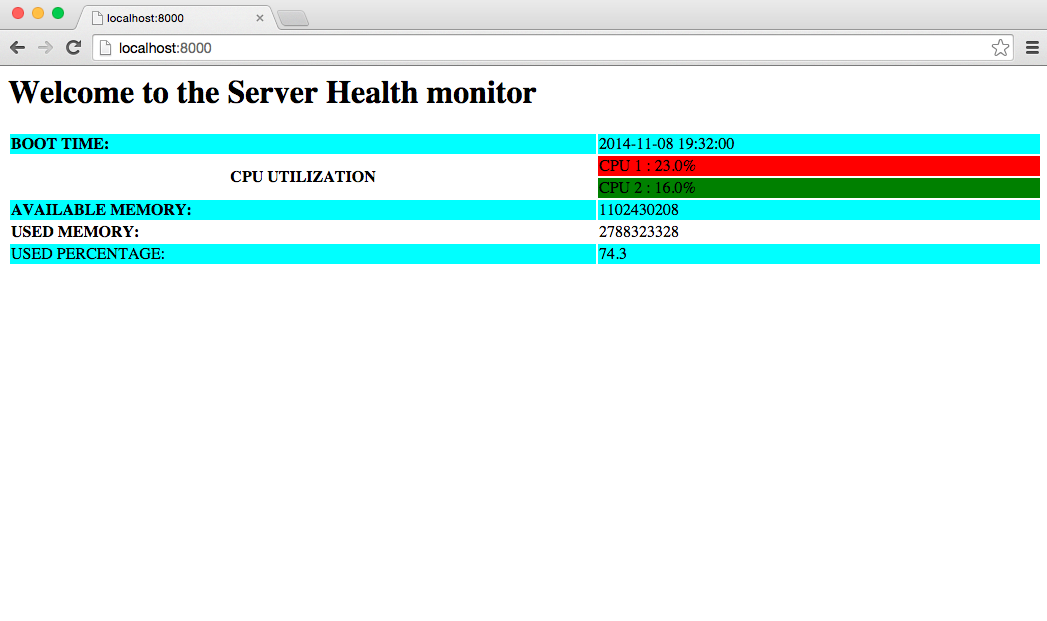 localhost:8000
localhost:8000
Welcome to the Server Health monitor
BOOT TIME: 2014-11-08 19:32:00
CPU UTILIZATION CPU 1 : 23.0%
CPU 2 : 16.0%
AVAILABLE MEMORY: 1102430208
USED MEMORY: 2788323328
USED PERCENTAGE: 74.3